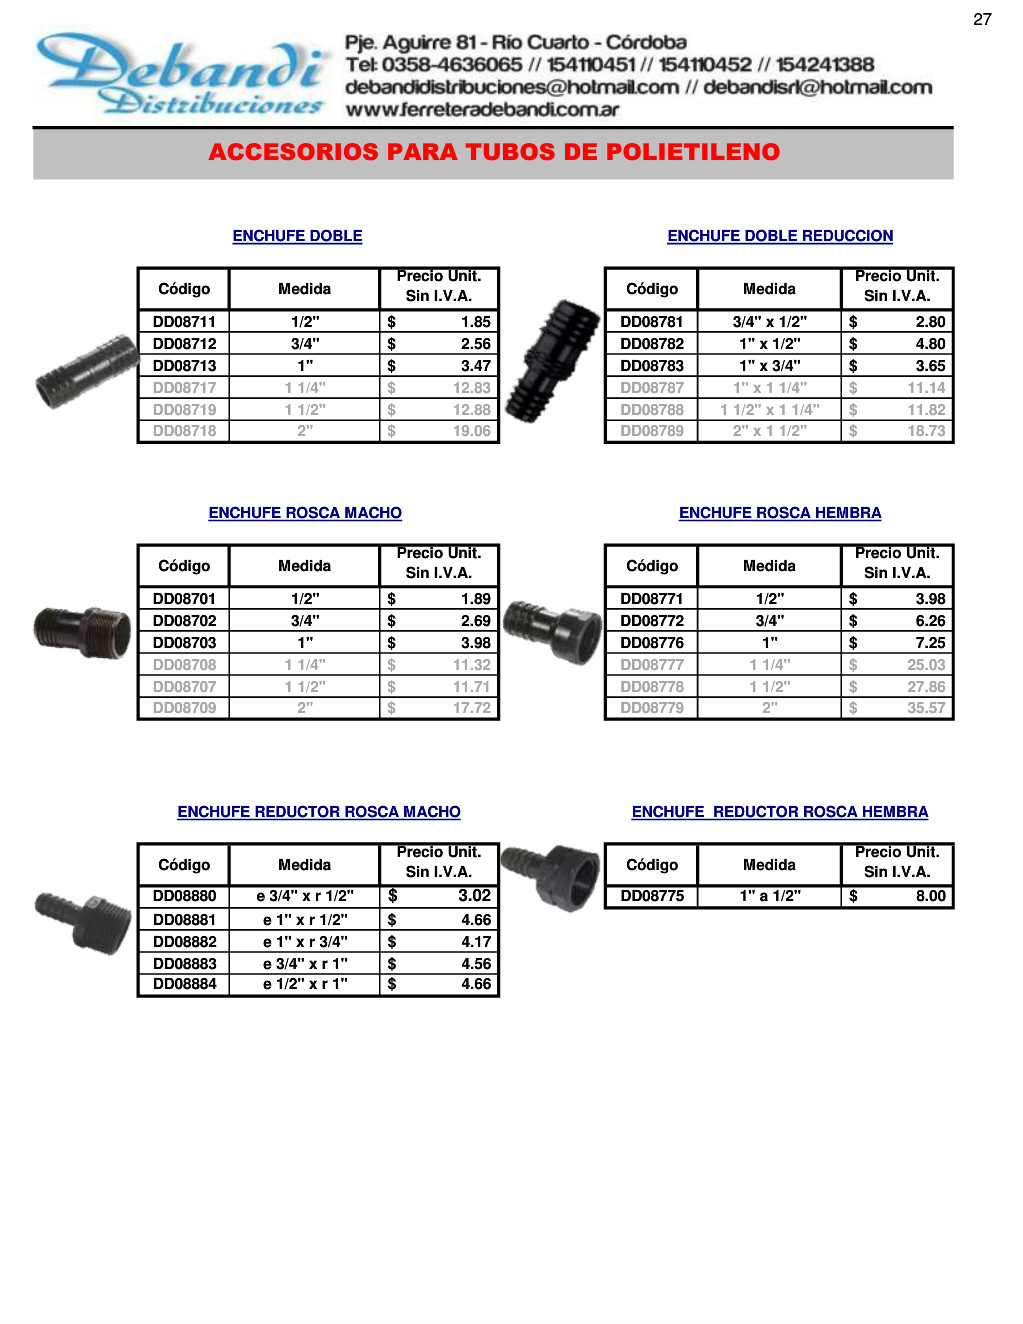 27
Debandi
Distribuciones
Pje. Aguirre 81 - Río Cuarto - Córdoba
Tel: 0358-4636065 // 154110451 // 154110452 // 154241388
debandidistribuciones@hotmail.com // debandisrl@hotmail.com
www.ferreteradebandi.com.ar
ACCESORIOS PARA TUBOS DE POLIETILENO
ENCHUFE DOBLE
Código Medida Precio Unit. Sin I.V.A.
DD08711 1/2" $ 1.85
DD08712 3/4" $ 2.56
DD08713 1" $ 3.47
DD08717 1 1/4" $ 12.83
DD08719 1 1/2" $ 12.88
DD08718 2" $ 19.06
ENCHUFE DOBLE REDUCCION
Código Medida Precio Unit. Sin I.V.A.
DD08781 3/4" x 1/2" $ 2.80
DD08782 1" x 1/2" $ 4.80
DD08783 1" x 3/4" $ 3.65
DD08787 1" x 1 1/4" $ 11.14
DD08788 1 1/2" x 1 1/4" $ 11.82
DD08789 2" x 1 1/2" $ 18.73
ENCHUFE ROSCA MACHO
Código Medida Precio Unit. Sin I.V.A.
DD08701 1/2" $ 1.89
DD08702 3/4" $ 2.69
DD08703 1" $ 3.98
DD08708 1 1/4" $ 11.32
DD08707 1 1/2" $ 11.71
DD08709 2" $ 17.72
ENCHUFE ROSCA HEMBRA
Código Medida Precio Unit. Sin I.V.A.
DD08771 1/2" $ 3.98
DD08772 3/4" $ 6.26
DD08776 1" $ 7.25
DD08777 1 1/4" $ 25.03
DD08778 1 1/2" $ 27.86
DD08779 2" $ 35.57
ENCHUFE REDUCTOR ROSCA MACHO
Código Medida Precio Unit. Sin I.V.A.
DD08880 e 3/4" x r 1/2" $ 3.02
DD08881 e 1" x r 1/2" $ 4.66
DD08882 e 1" x r 3/4" $ 4.17
DD08883 e 3/4" x r 1" $ 4.56
DD08884 e 1/2" x r 1" $ 4.66
ENCHUFE  REDUCTOR ROSCA HEMBRA
Código Medida Precio Unit. Sin I.V.A.
DD08775 1" a 1/2" $ 8.00